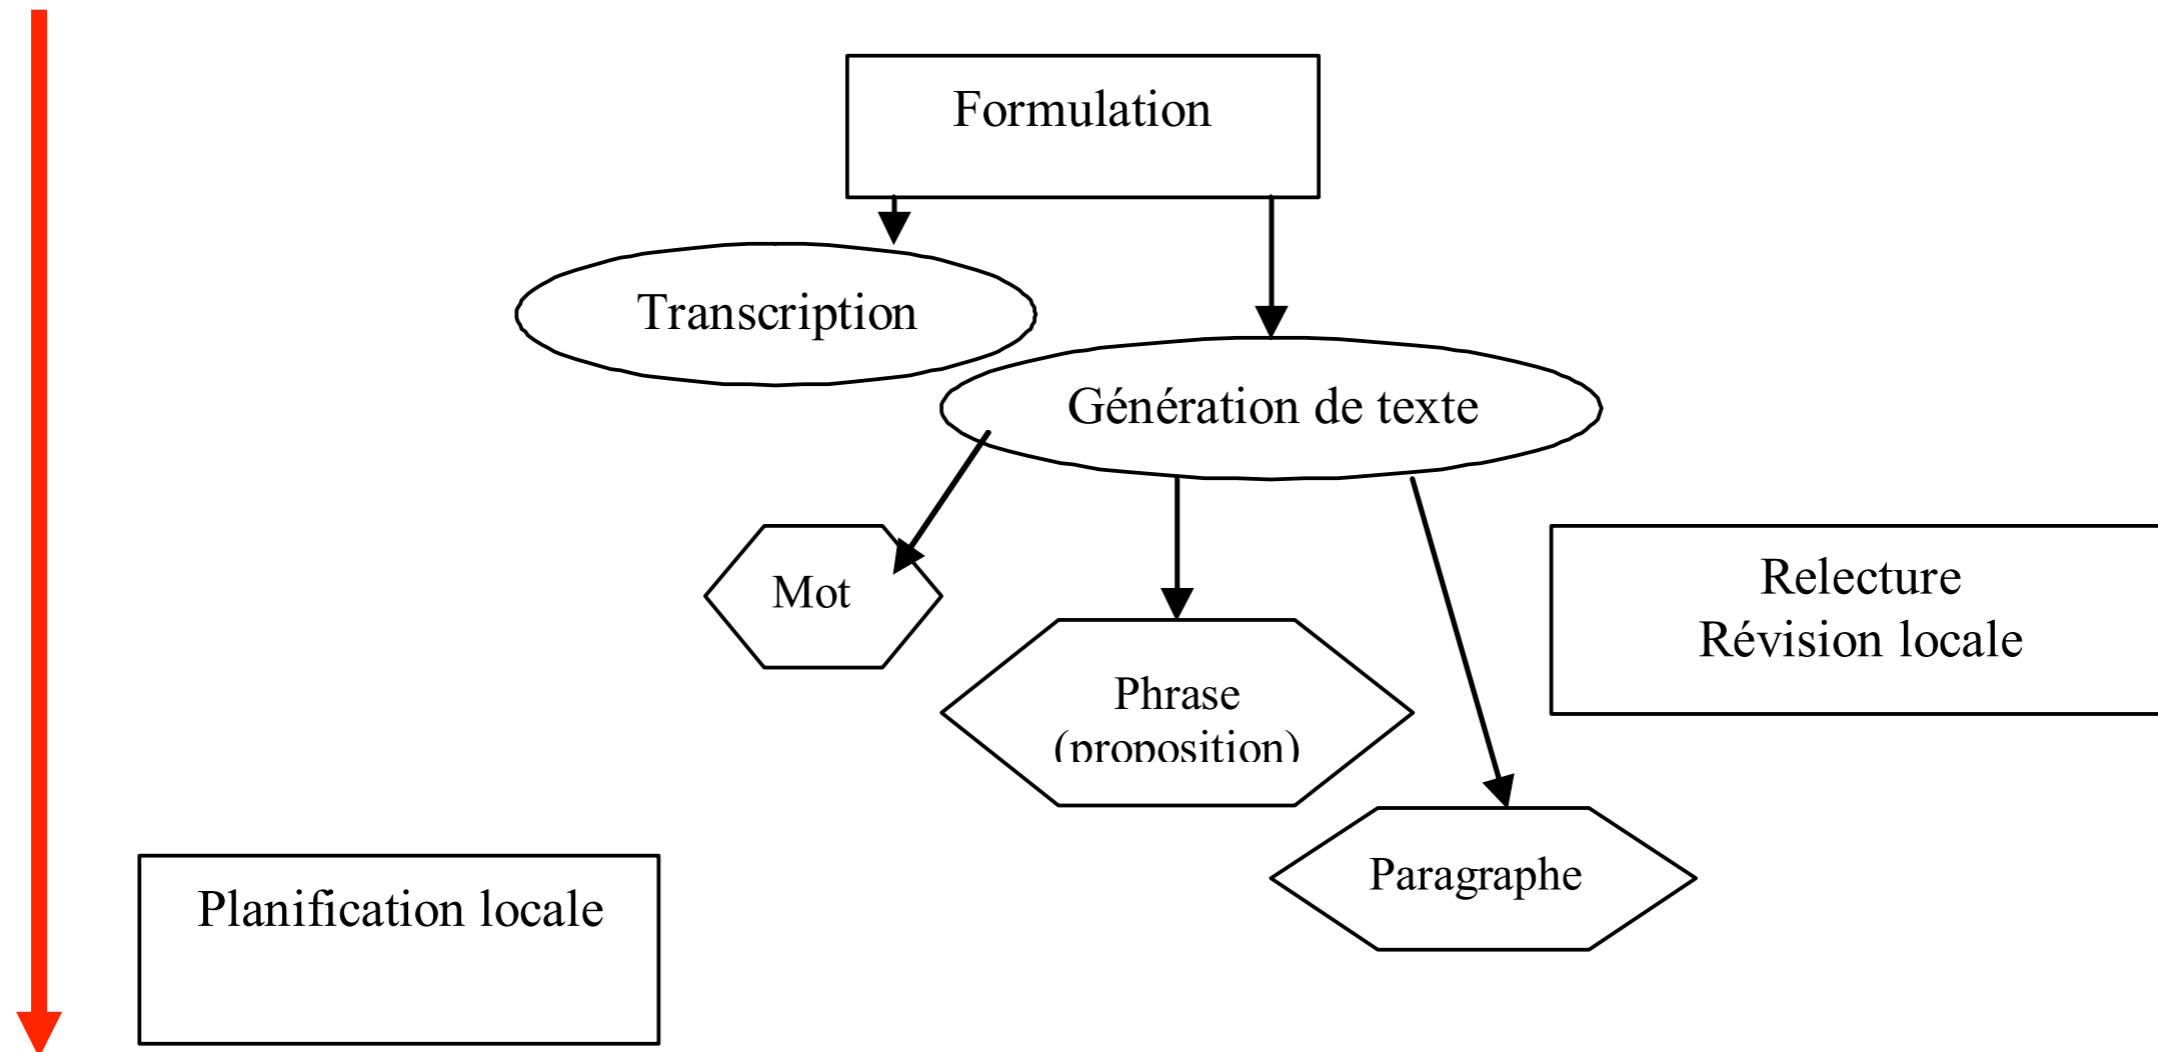 Formulation
Transcription
Génération de texte
Mot
Relecture
Révision locale
Phrase
(proposition)
Paragraphe
Planification locale